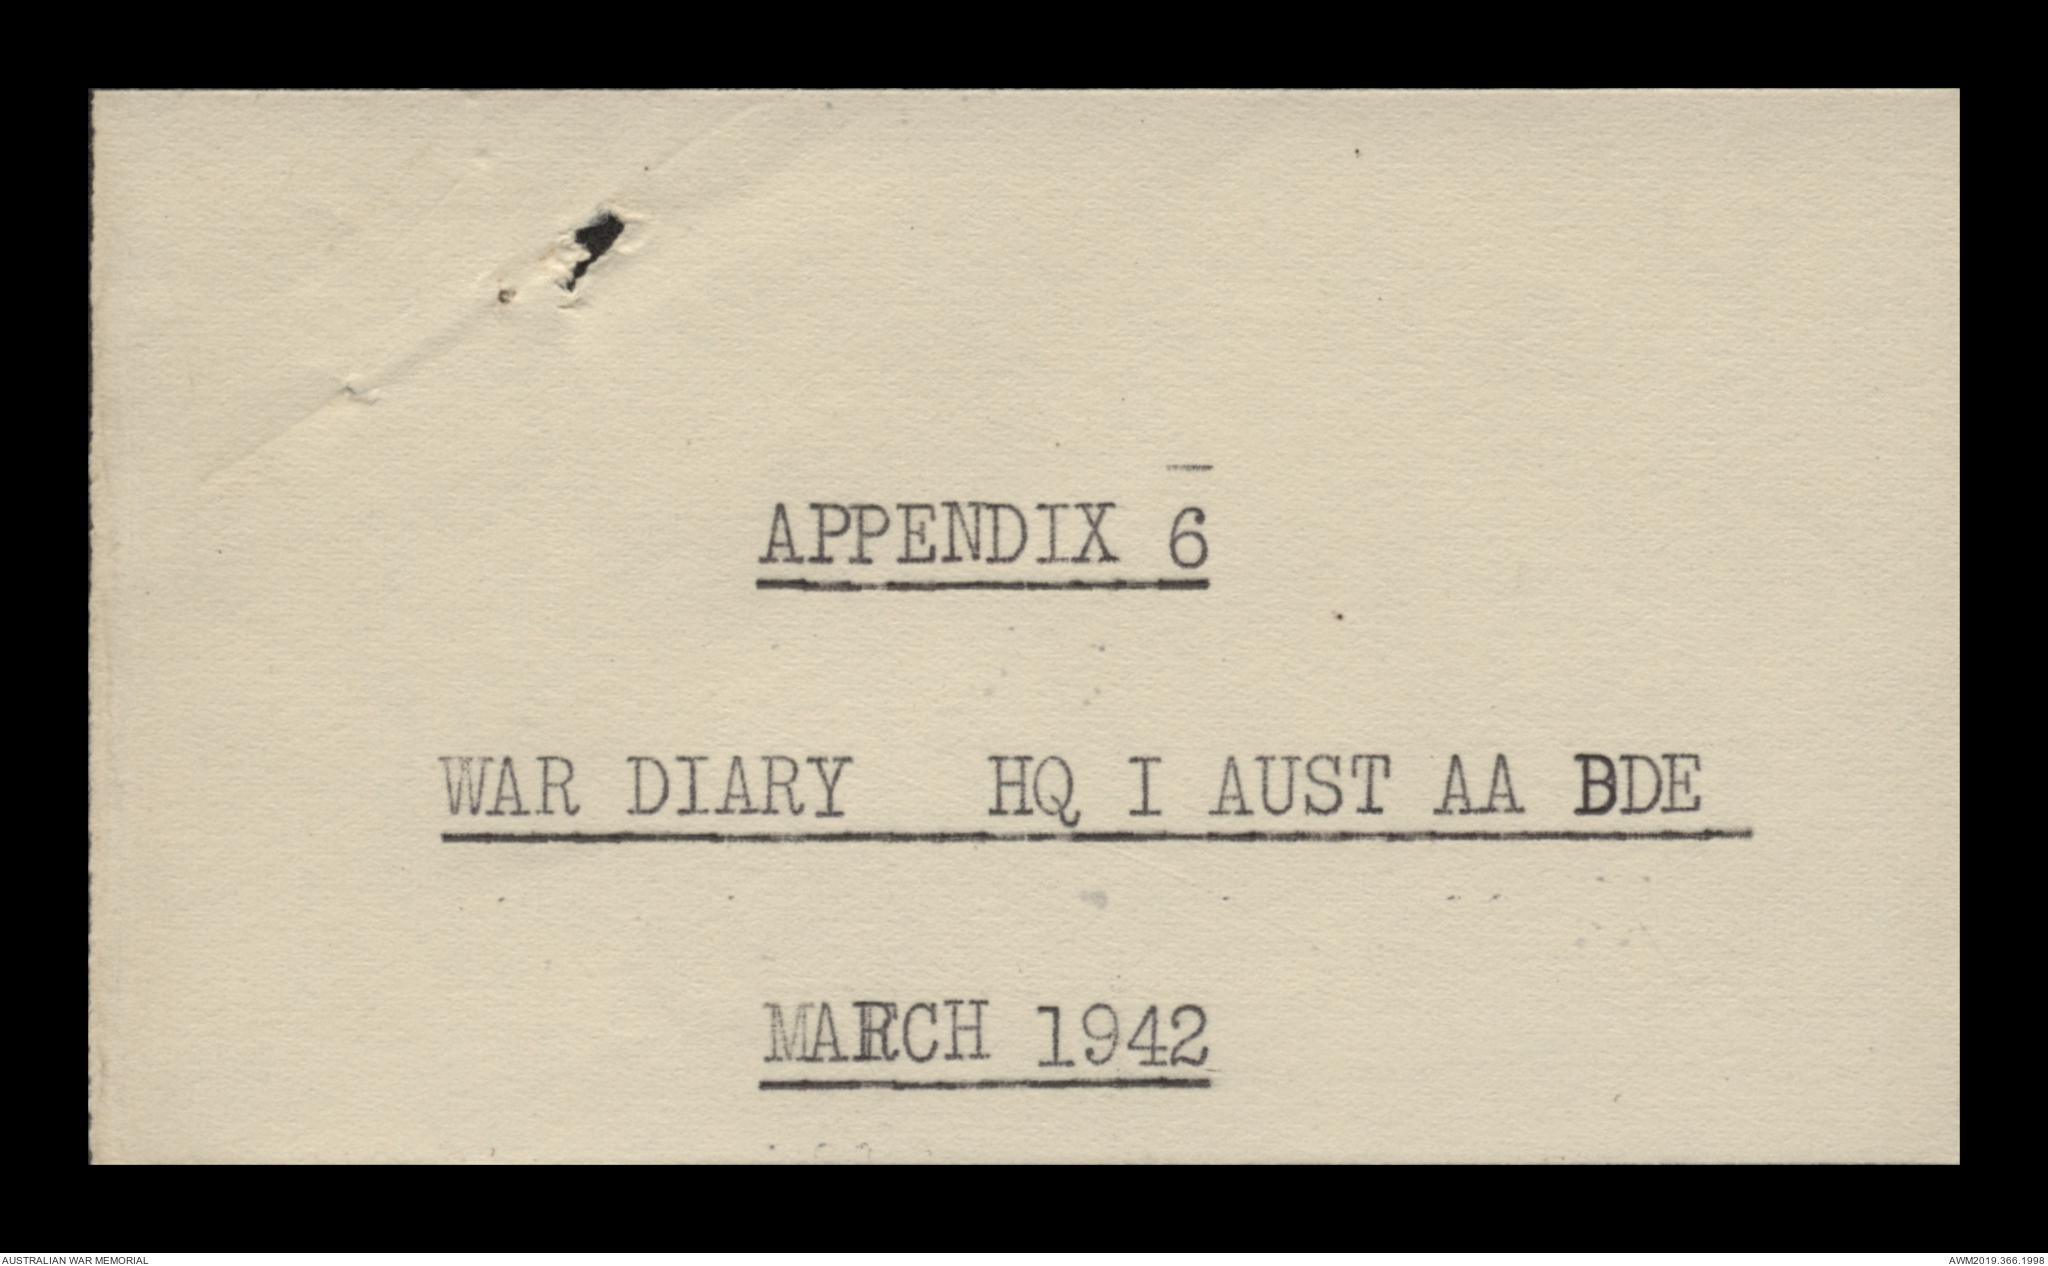 APPENDIX 6
WAR DIARY HQ I AUST AA BDE
MARCH 1942
AUSTRALIAN WAR MEMORIAL
AWM2019.366.1998